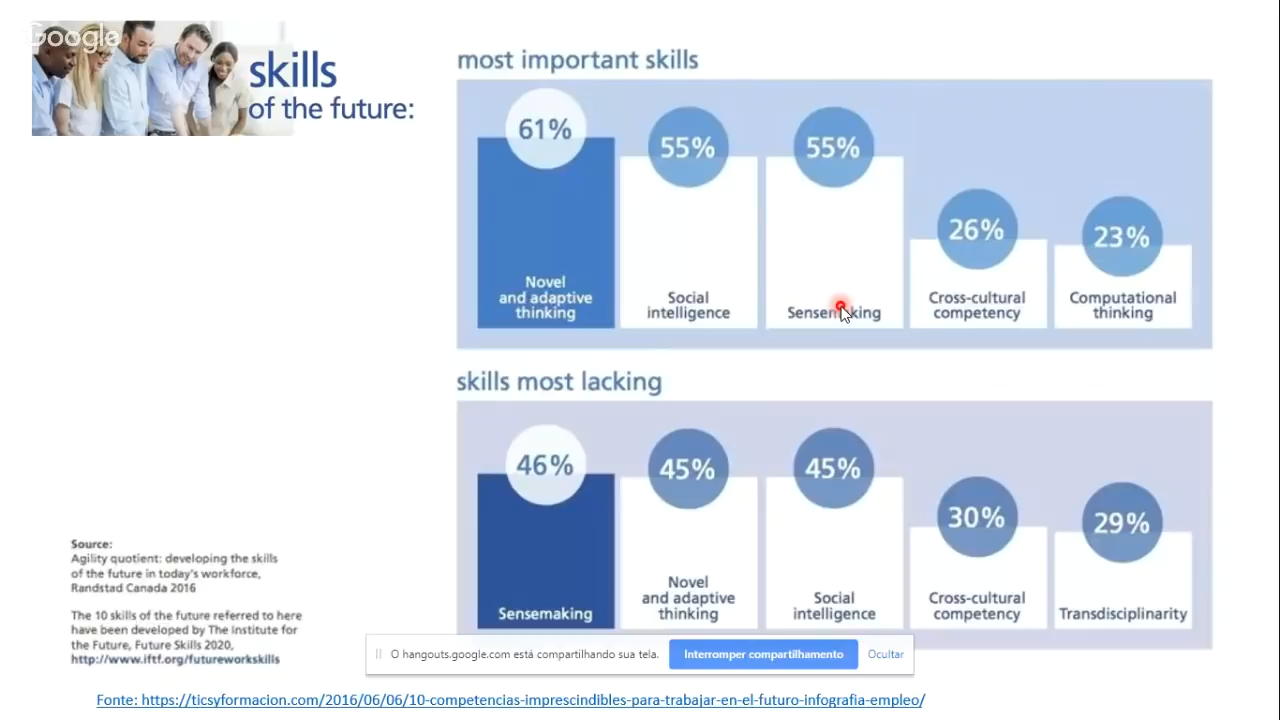 Google
skills
of the future:
most important skills
61%
55%
55%
26%
23%
Novel
and adaptive
thinking
Social
intelligence
Sensemaking
Cross-cultural
competency
Computational
thinking
skills most lacking
46%
45%
45%
30%
29%
Sensemaking
Novel
and adaptive
thinking
Social
intelligence
Cross-cultural
competency
Transdisciplinarity
Source:
Agility quotient: developing the skills
of the future in today's workforce,
Randstad Canada 2016
The 10 skills of the future referred to here
have been developed by The Institute for
the Future, Future Skills 2020,
http://www.iftf.org/futureworkskills
O hangouts.google.com está compartilhando sua tela.
Interromper compartilhamento
Ocultar
Fonte: https://ticsyformacion.com/2016/06/06/10-competencias-imprescindibles-para-trabajar-en-el-futuro-infografia-empleo/